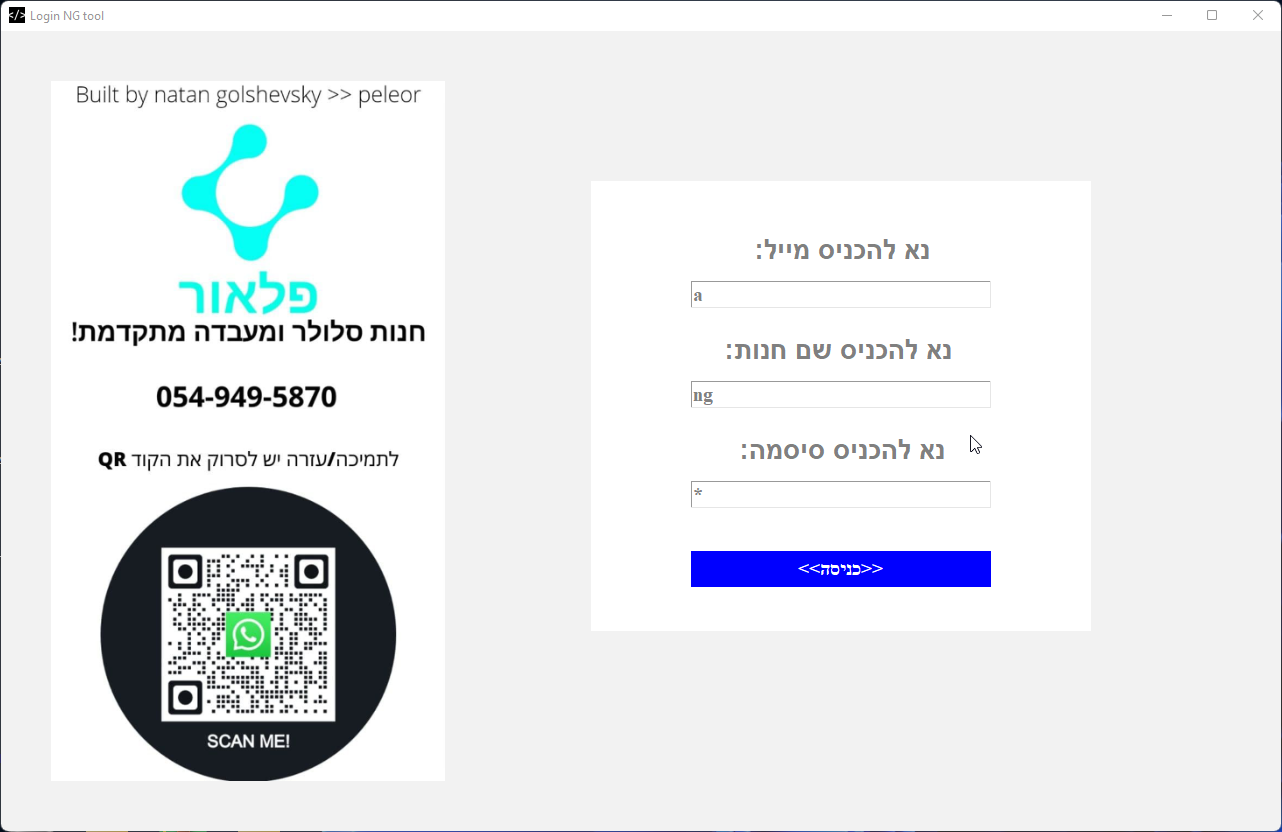 Login NG tool
Built by natan golshevsky >> peleor
פלאור
חנות סלולר ומעבדה מתקדמת!
054-949-5870
לתמיכה/עזרה יש לסרוק את הקוד QR
SCAN ME!
נא להכניס מייל:
a
נא להכניס שם חנות:
ng
נא להכניס סיסמה:
*
<<כניסה>>